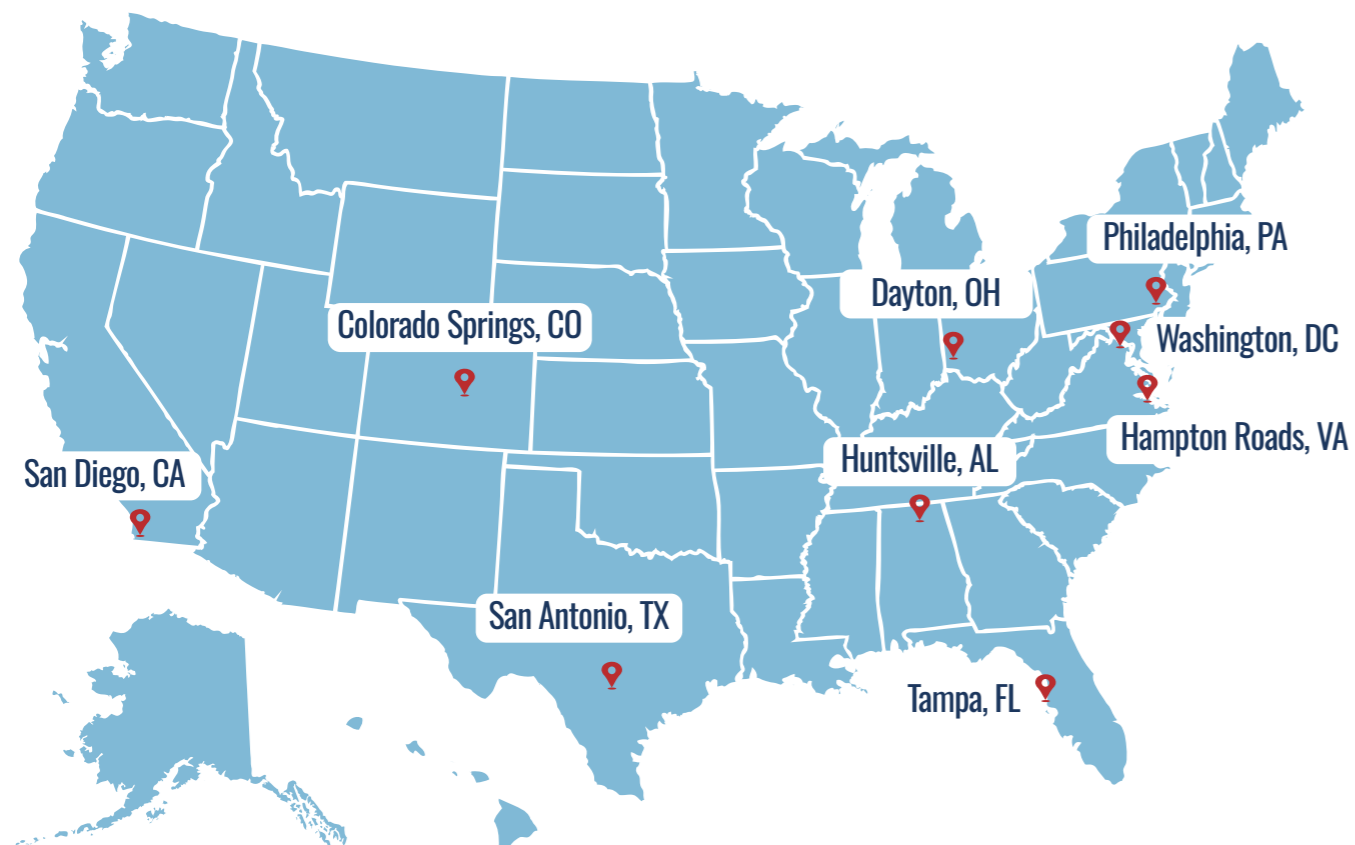 Philadelphia, PA
Dayton, OH
Colorado Springs, CO
Washington, DC
Hampton Roads, VA
Huntsville, AL
San Diego, CA
San Antonio, TX
Tampa, FL